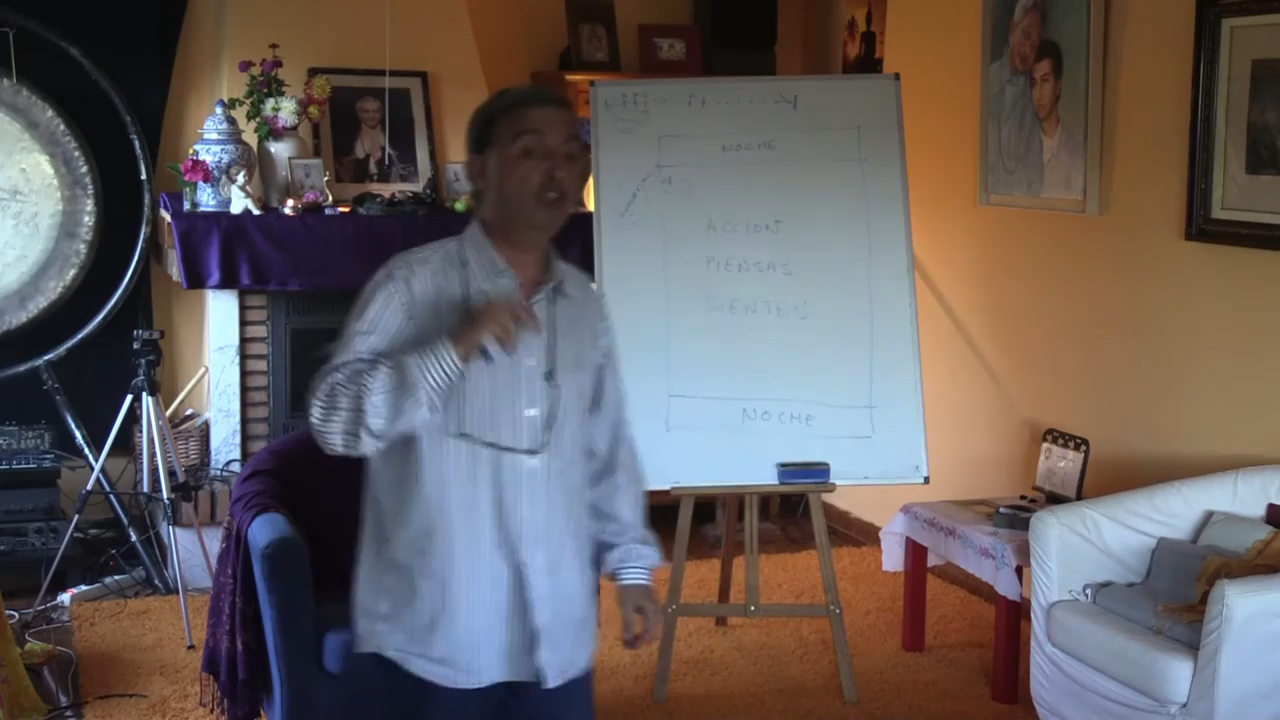 NOCHE
ACCION
PIENSAS
SIENTES
NOCHE